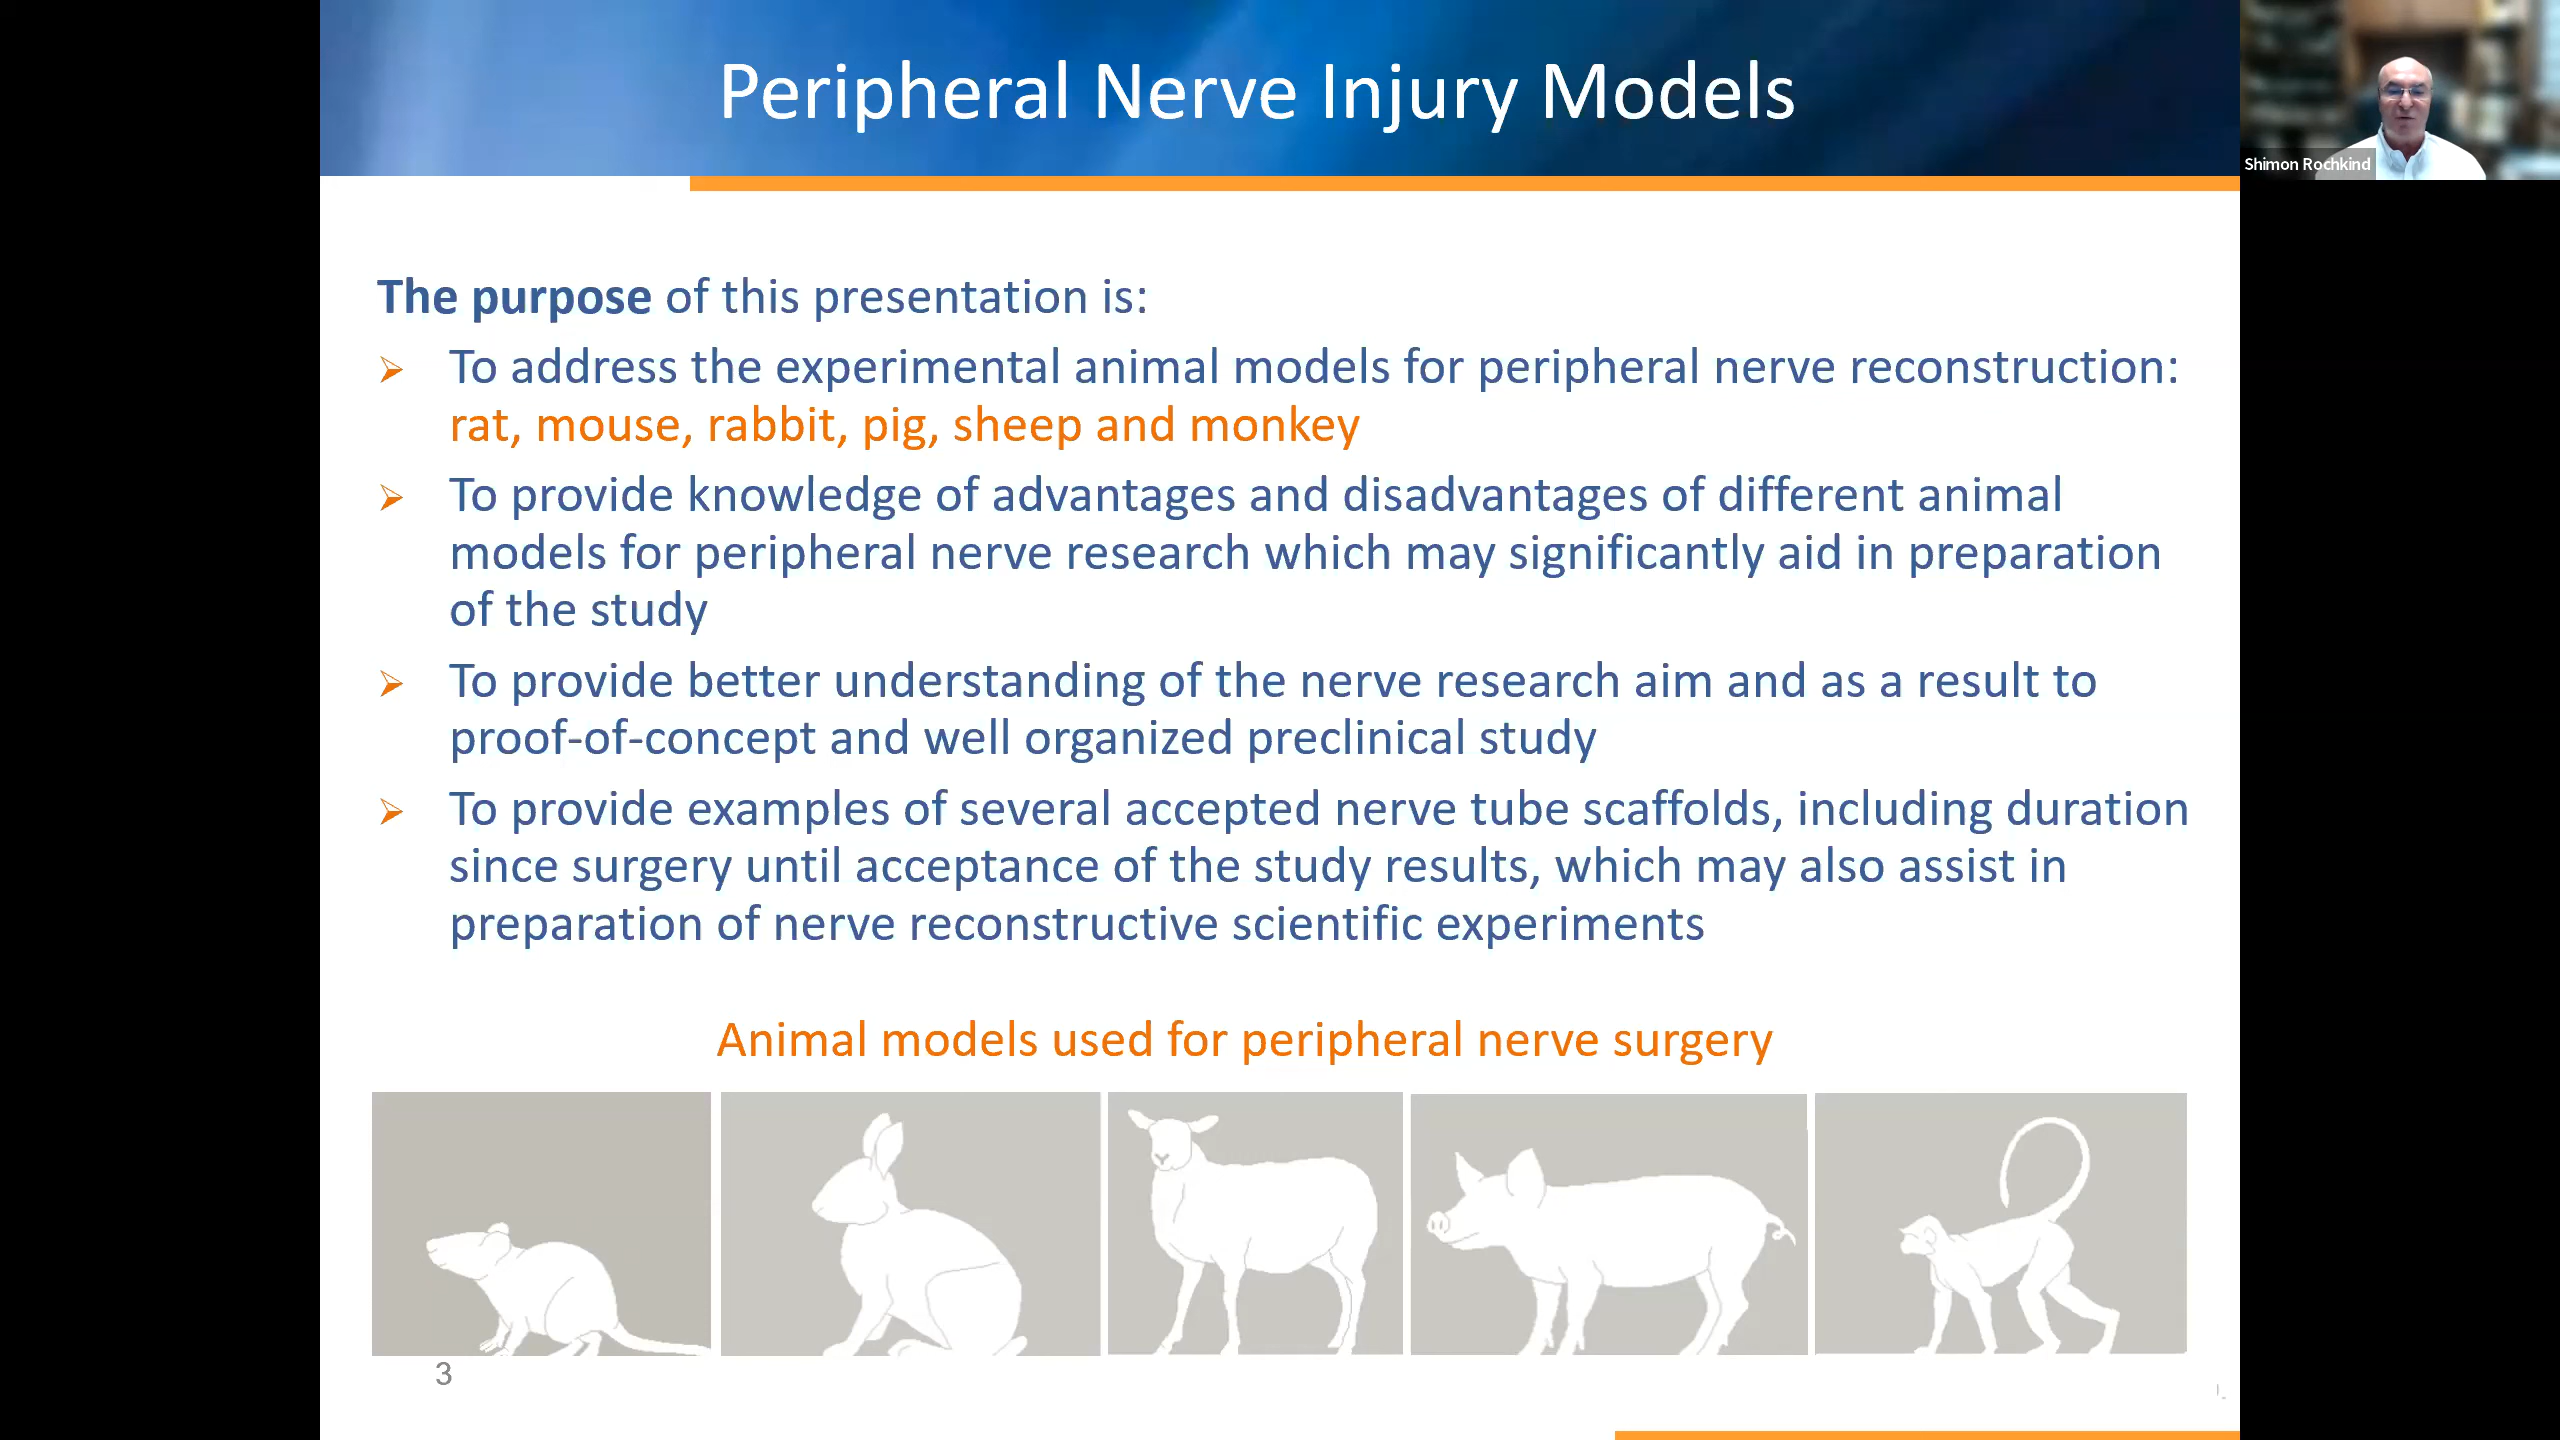 Peripheral Nerve Injury Models
Shimon Rochkind
The purpose of this presentation is:
To address the experimental animal models for peripheral nerve reconstruction:
rat, mouse, rabbit, pig, sheep and monkey
To provide knowledge of advantages and disadvantages of different animal
models for peripheral nerve research which may significantly aid in preparation
of the study
To provide better understanding of the nerve research aim and as a result to
proof-of-concept and well organized preclinical study
To provide examples of several accepted nerve tube scaffolds, including duration
since surgery until acceptance of the study results, which may also assist in
preparation of nerve reconstructive scientific experiments
Animal models used for peripheral nerve surgery
3